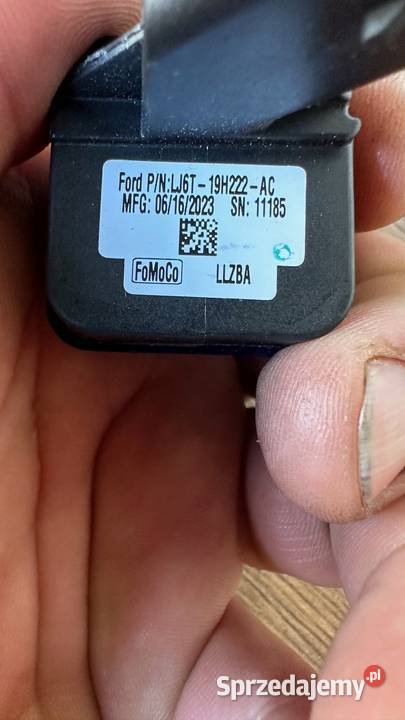 Ford P/N:LJ6T-19H222-AC
MFG: 06/16/2023 SN: 11185
FoMoCo LLZBA
Sprzedajemy.pl